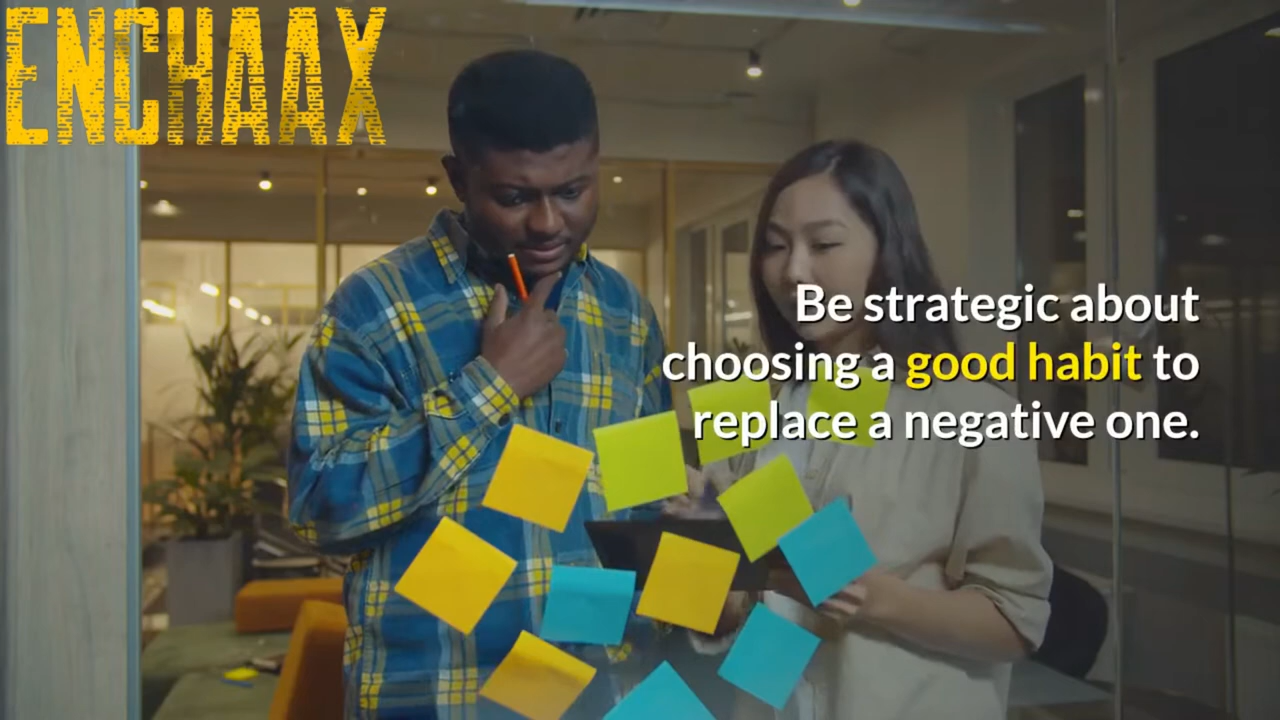 ENCHAAX
Be strategic about
choosing a good habit to
replace a negative one.